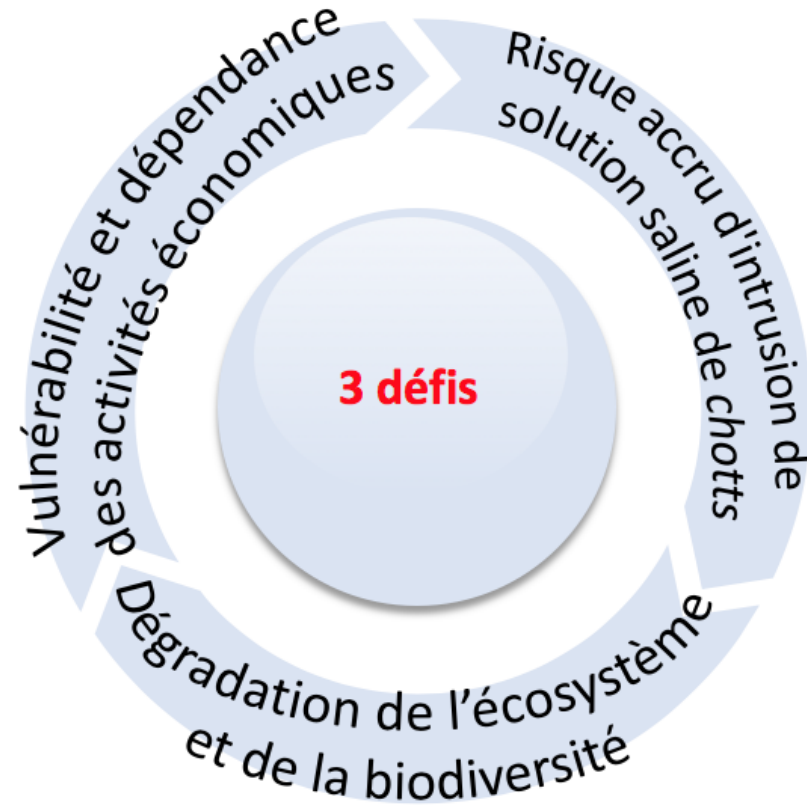 Vulnérabilité et dépendance
des activités économiques
Risque accru d'intrusion de
solution saline de chotts
3 défis
Dégradation de l'écosystème
et de la biodiversité